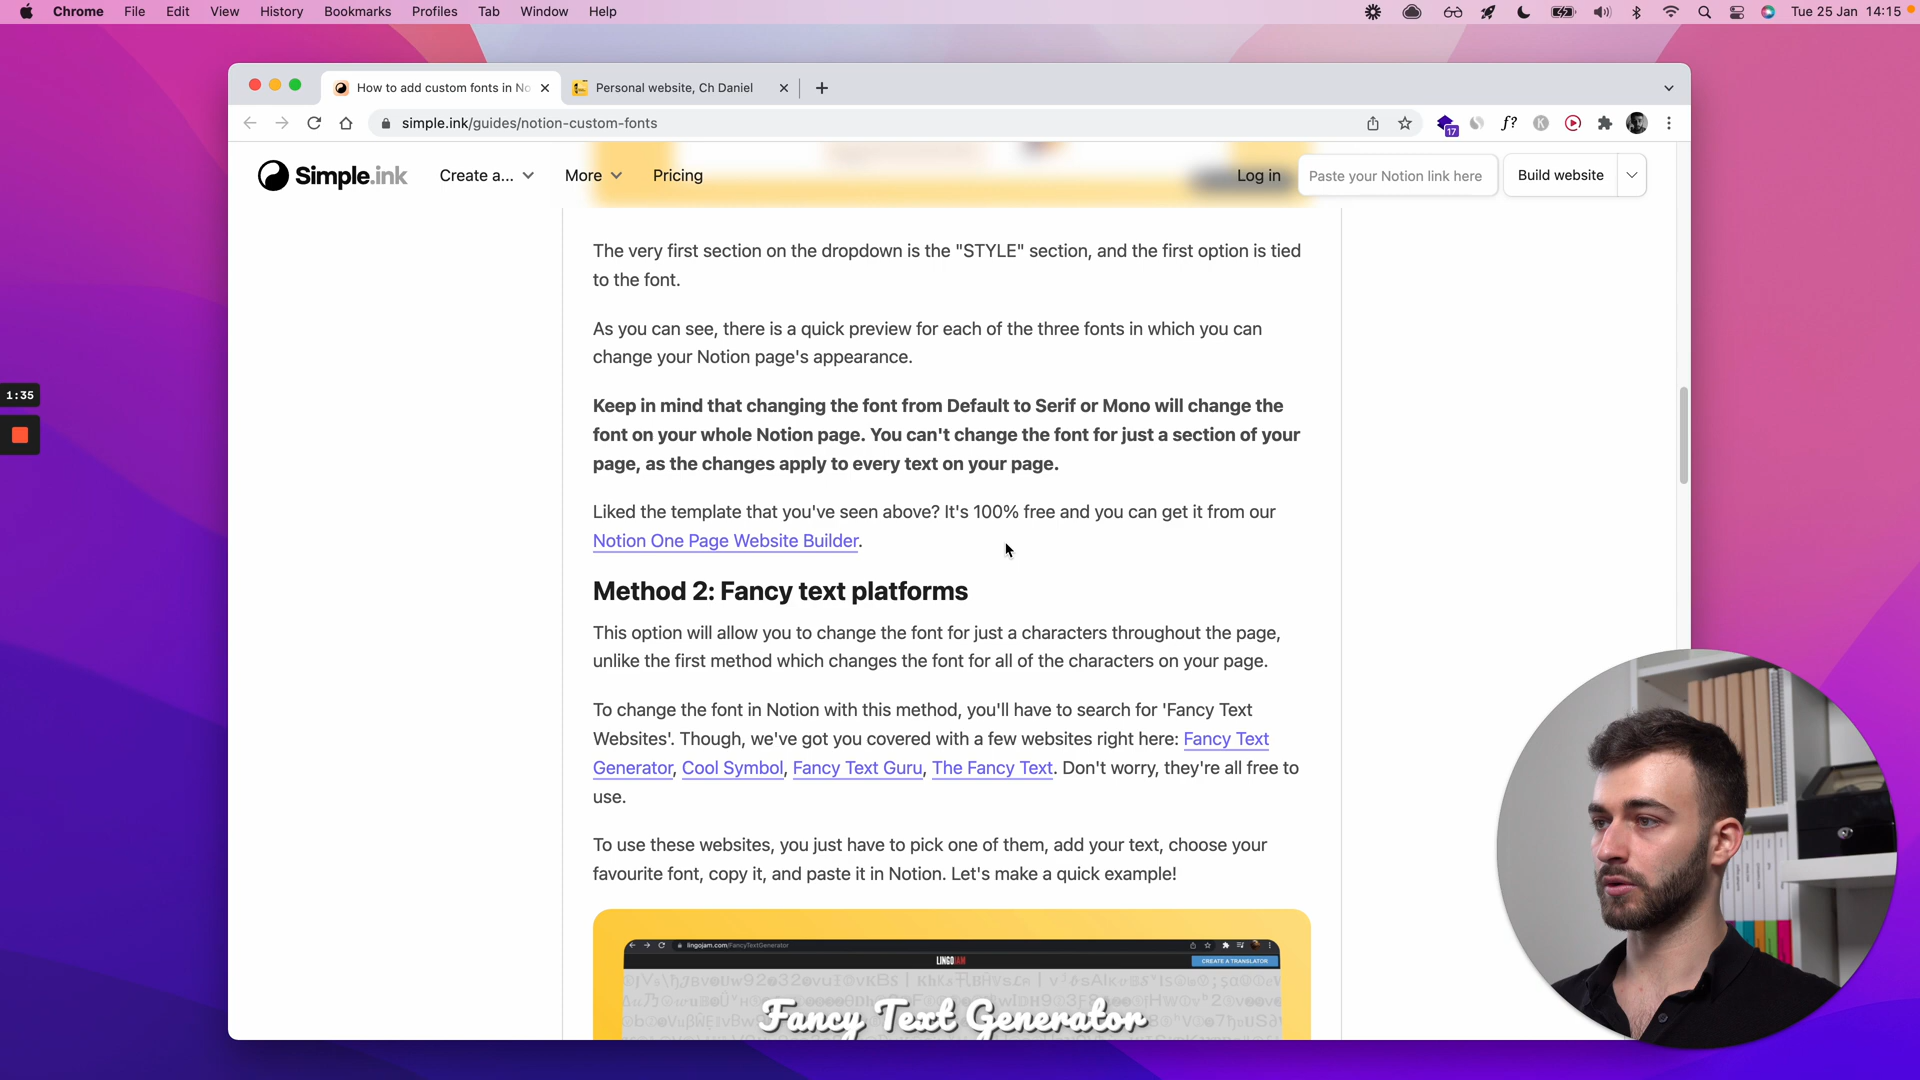 Chrome File Edit View History Bookmarks Profiles Tab Window Help Tue 25 Jan 14:15
How to add custom fonts in No Personal website, Ch Daniel
simple.ink/guides/notion-custom-fonts f? 17
Simple.ink Create a... More Pricing Log in Paste your Notion link here Build website
The very first section on the dropdown is the "STYLE" section, and the first option is tied
to the font.
As you can see, there is a quick preview for each of the three fonts in which you can
change your Notion page's appearance.
1:35
Keep in mind that changing the font from Default to Serif or Mono will change the
font on your whole Notion page. You can't change the font for just a section of your
page, as the changes apply to every text on your page.
Liked the template that you've seen above? It's 100% free and you can get it from our
Notion One Page Website Builder.
Method 2: Fancy text platforms
This option will allow you to change the font for just a characters throughout the page,
unlike the first method which changes the font for all of the characters on your page.
To change the font in Notion with this method, you'll have to search for 'Fancy Text
Websites'. Though, we've got you covered with a few websites right here: Fancy Text
Generator, Cool Symbol, Fancy Text Guru, The Fancy Text. Don't worry, they're all free to
use.
To use these websites, you just have to pick one of them, add your text, choose your
favourite font, copy it, and paste it in Notion. Let's make a quick example!
lingojam.com/FancyTextGenerator
LINGOJAM CREATE A TRANSLATOR
Fancy Text Generator